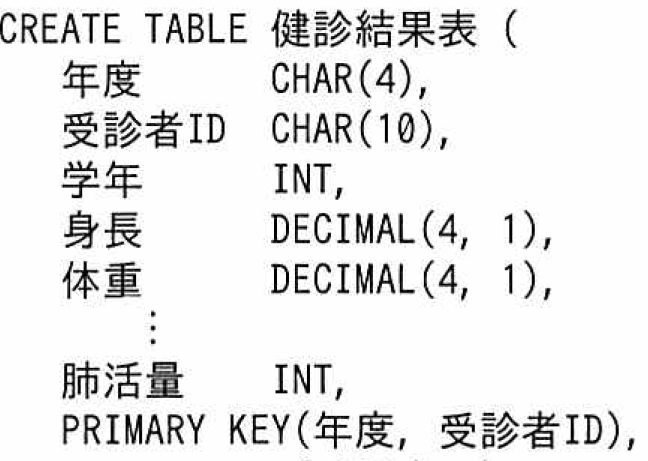 CREATE TABLE 健診結果表 (
年度 CHAR(4),
受診者ID CHAR(10),
学年 INT,
身長 DECIMAL(4, 1),
体重 DECIMAL(4, 1),
⋮
肺活量 INT,
PRIMARY KEY(年度, 受診者ID),